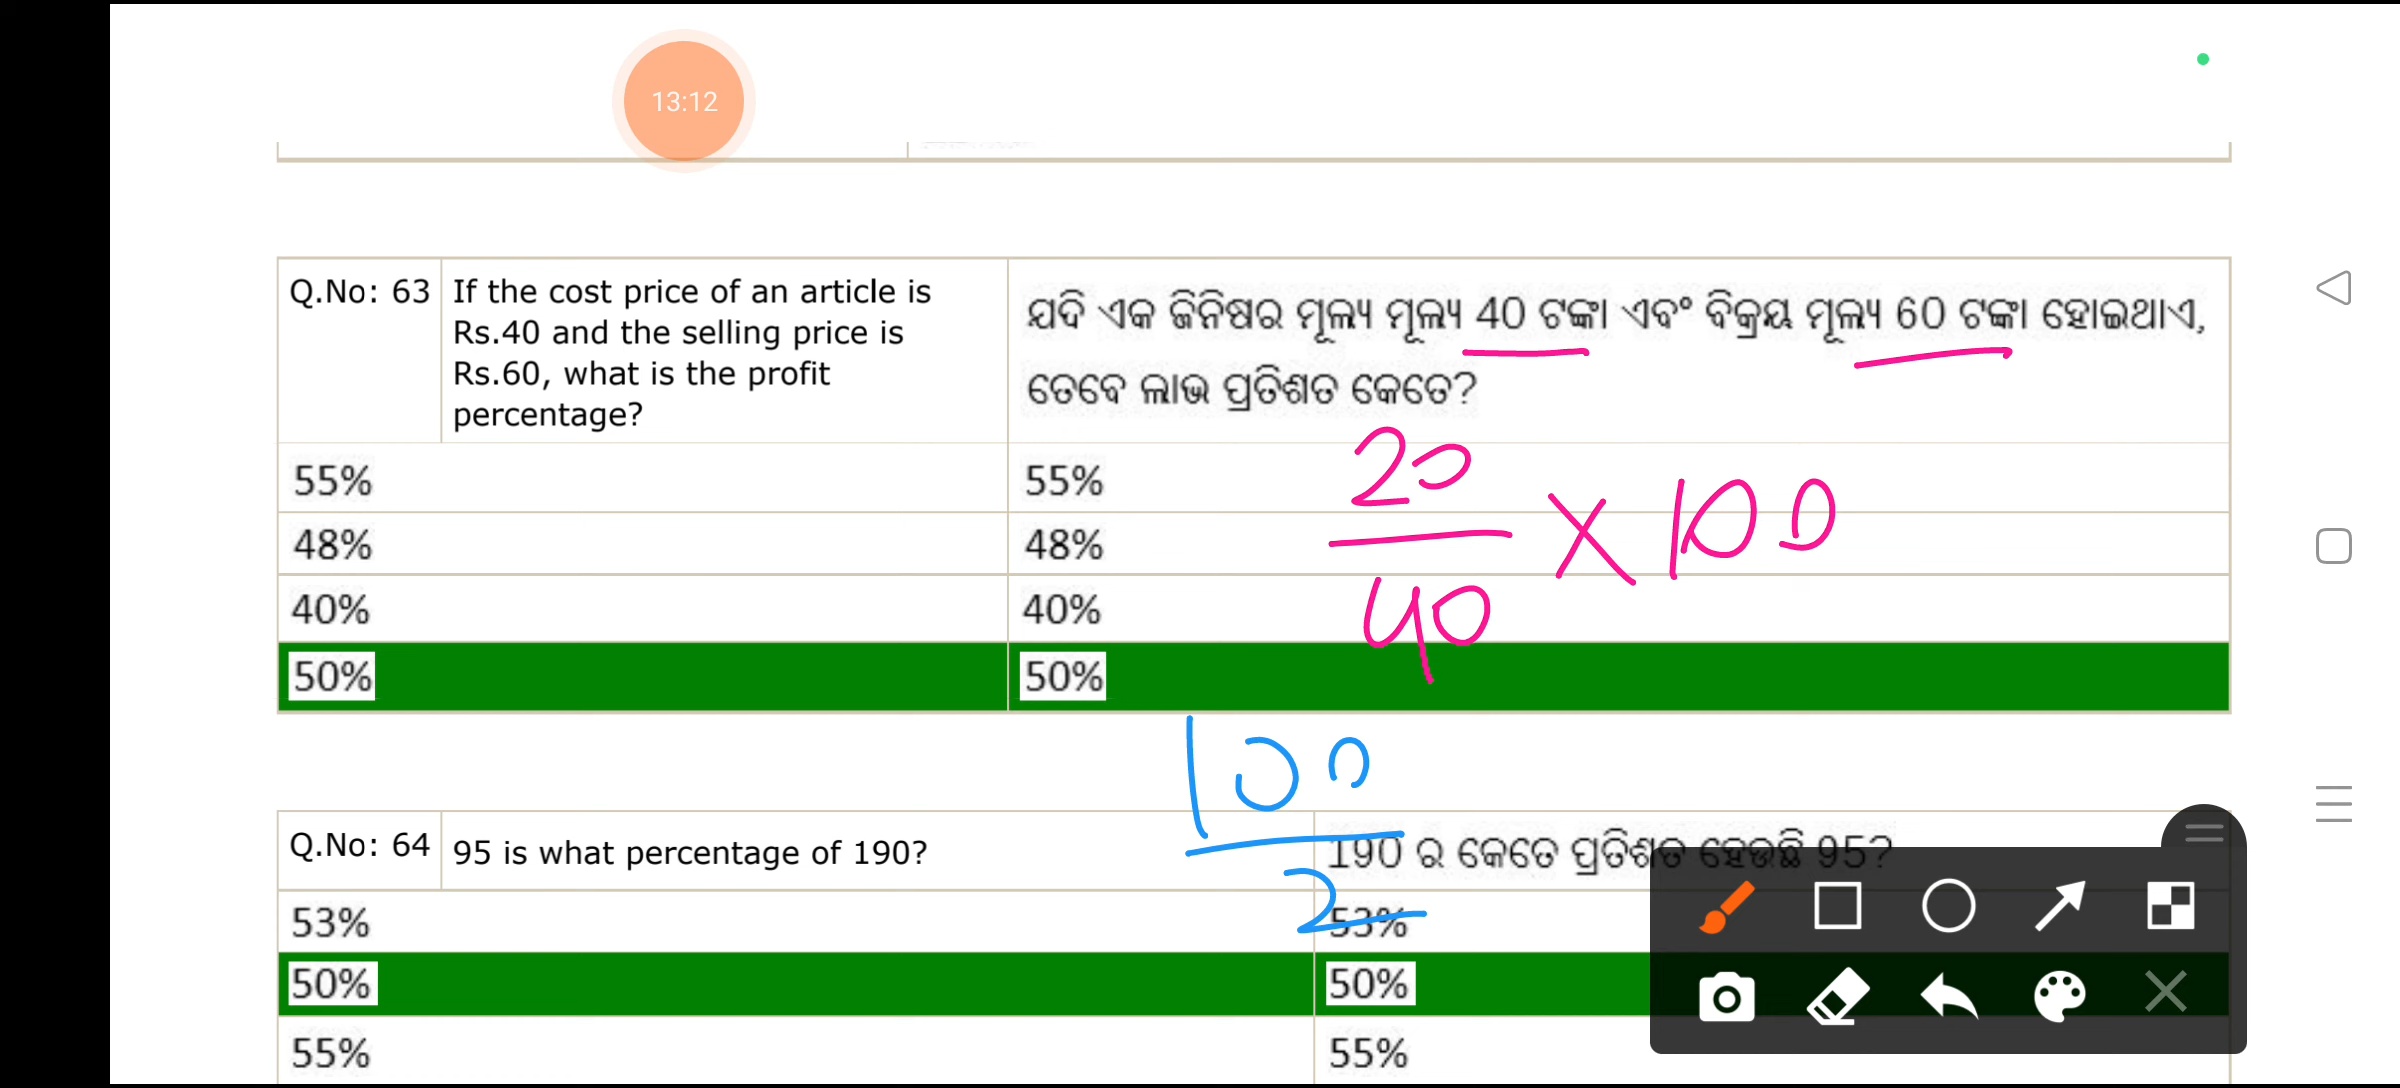 13:12
Q.No: 63
If the cost price of an article is
Rs.40 and the selling price is
Rs.60, what is the profit
percentage?
ଯଦି ଏକ ଜିନିଷର ମୂଲ୍ୟ ମୂଲ୍ୟ 40 ଟଙ୍କା ଏବଂ ବିକ୍ରୟ ମୂଲ୍ୟ 60 ଟଙ୍କା ହୋଇଥାଏ,
ତେବେ ଲାଭ ପ୍ରତିଶତ କେତେ?
55%
55%
48%
48%
40%
40%
50%
50%
20
40
× 100
100
2
Q.No: 64
95 is what percentage of 190?
190 ର କେତେ ପ୍ରତିଶତ ହେଉଛି 95?
53%
53%
50%
50%
55%
55%